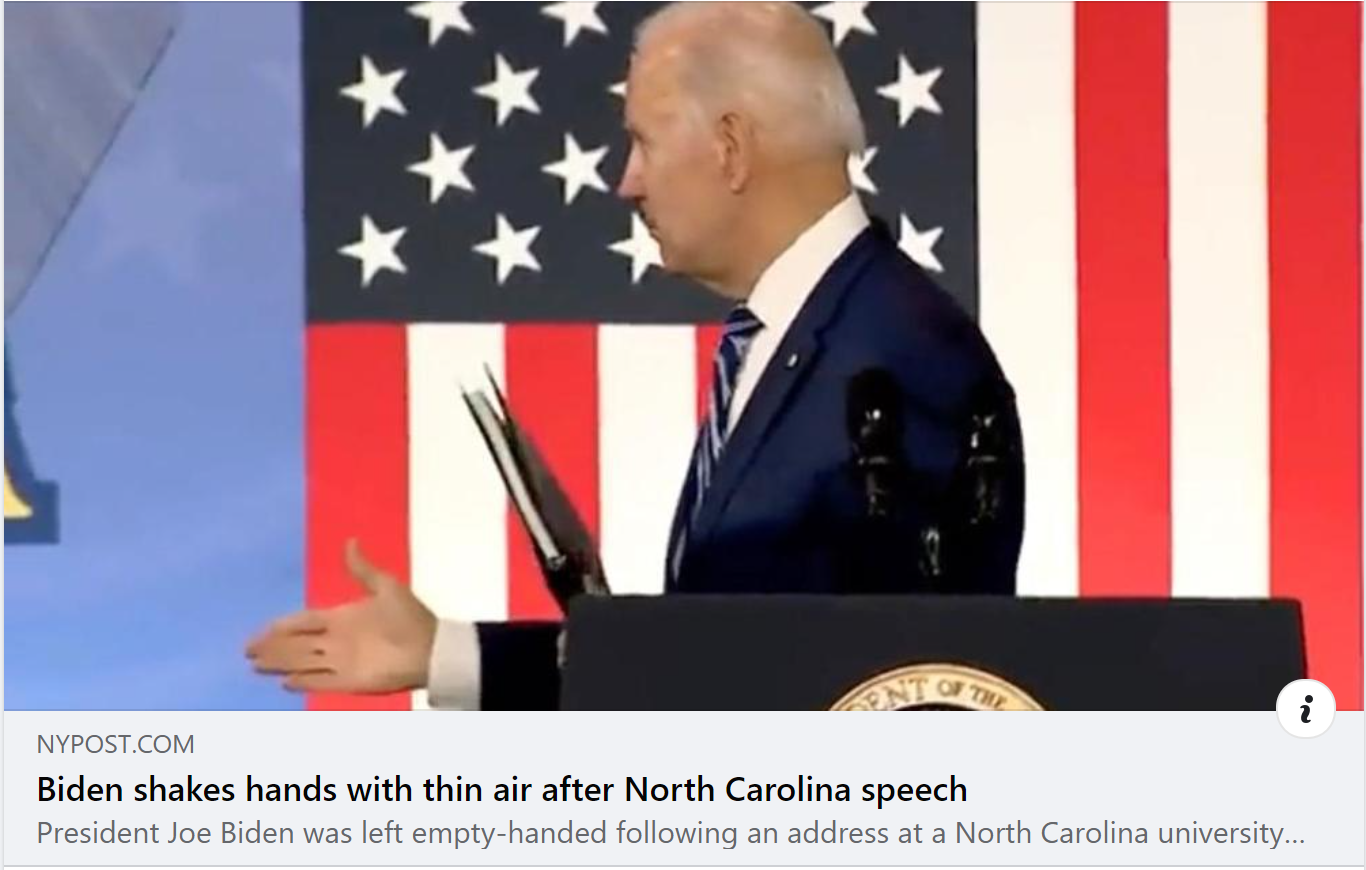 DENT OF THE
NYPOST.COM
Biden shakes hands with thin air after North Carolina speech
President Joe Biden was left empty-handed following an address at a North Carolina university...